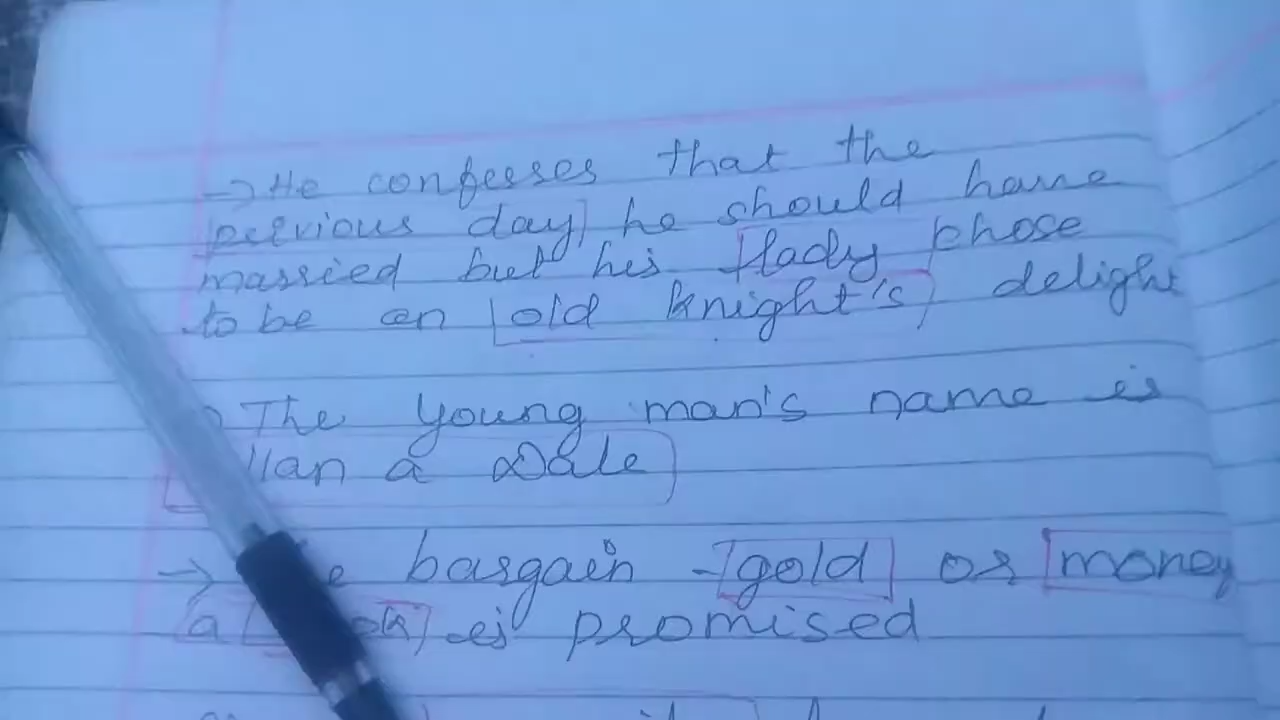 → He confesses that the
previous day, he should have
married but his lady chose
to be an old knight's delight
The young man's name is
llan a Dale
→ bargain - gold or money
a is promised